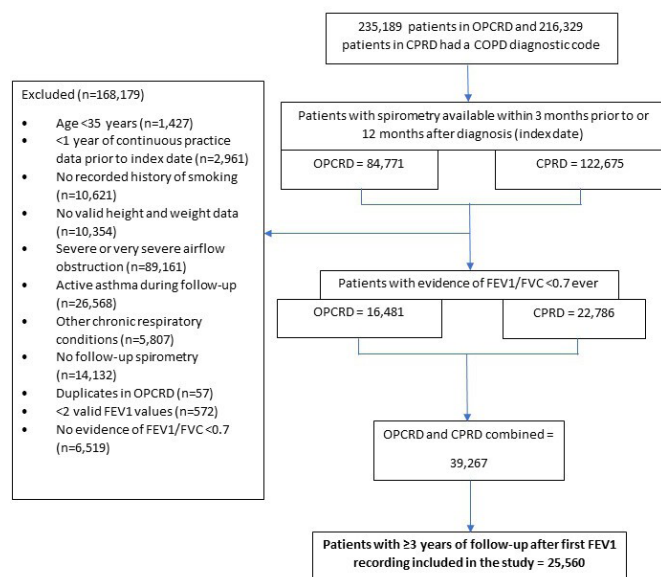 235,189 patients in OPCRD and 216,329
patients in CPRD had a COPD diagnostic code
Excluded (n=168,179)
• Age <35 years (n=1,427)
• <1 year of continuous practice
data prior to index date (n=2,961)
• No recorded history of smoking
(n=10,621)
• No valid height and weight data
(n=10,354)
• Severe or very severe airflow
obstruction (n=89,161)
• Active asthma during follow-up
(n=26,568)
• Other chronic respiratory
conditions (n=5,807)
• No follow-up spirometry
(n=14,132)
• Duplicates in OPCRD (n=57)
• <2 valid FEV1 values (n=572)
• No evidence of FEV1/FVC <0.7
(n=6,519)
Patients with spirometry available within 3 months prior to or
12 months after diagnosis (index date)
OPCRD = 84,771
CPRD = 122,675
Patients with evidence of FEV1/FVC <0.7 ever
OPCRD = 16,481
CPRD = 22,786
OPCRD and CPRD combined =
39,267
Patients with ≥3 years of follow-up after first FEV1
recording included in the study = 25,560